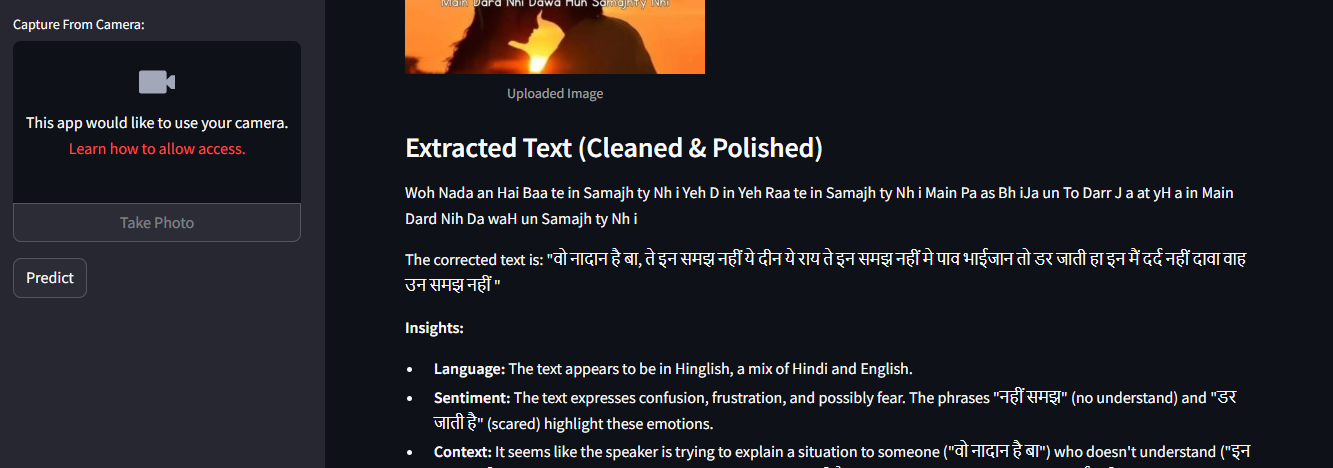 Capture From Camera:
This app would like to use your camera.
Learn how to allow access.
Take Photo
Predict
Main Dard Nhi Dawa Hun Samajhty Nhi
Uploaded Image
Extracted Text (Cleaned & Polished)
Woh Nada an Hai Baa te in Samajh ty Nh i Yeh D in Yeh Raa te in Samajh ty Nh i Main Pa as Bh iJa un To Darr J a at yH a in Main
Dard Nih Da waH un Samajh ty Nh i
The corrected text is: "वो नादान है बा, ते इन समझ नहीं ये दीन ये राय ते इन समझ नहीं मे पाव भाईजान तो डर जाती हा इन मैं दर्द नहीं दावा वाह
उन समझ नहीं "
Insights:
• Language: The text appears to be in Hinglish, a mix of Hindi and English.
• Sentiment: The text expresses confusion, frustration, and possibly fear. The phrases "नहीं समझ" (no understand) and "डर
जाती है" (scared) highlight these emotions.
• Context: It seems like the speaker is trying to explain a situation to someone ("वो नादान है बा") who doesn't understand ("इन